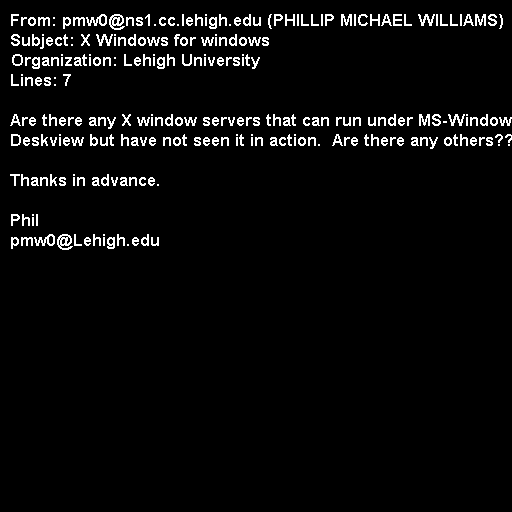 From: pmw0@ns1.cc.lehigh.edu (PHILLIP MICHAEL WILLIAMS)
Subject: X Windows for windows
Organization: Lehigh University
Lines: 7

Are there any X window servers that can run under MS-Window
Deskview but have not seen it in action.  Are there any others??

Thanks in advance.

Phil
pmw0@Lehigh.edu